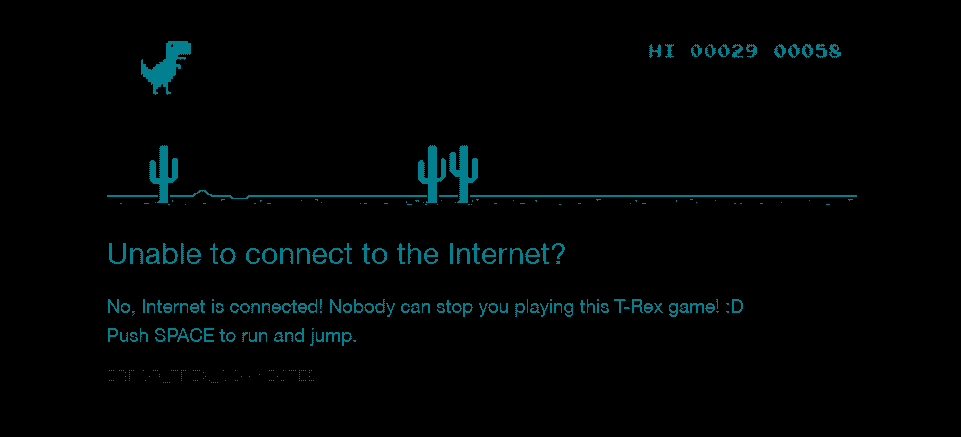 HI 00029 00058
Unable to connect to the Internet?
No, Internet is connected! Nobody can stop you playing this T-Rex game! :D
Push SPACE to run and jump.